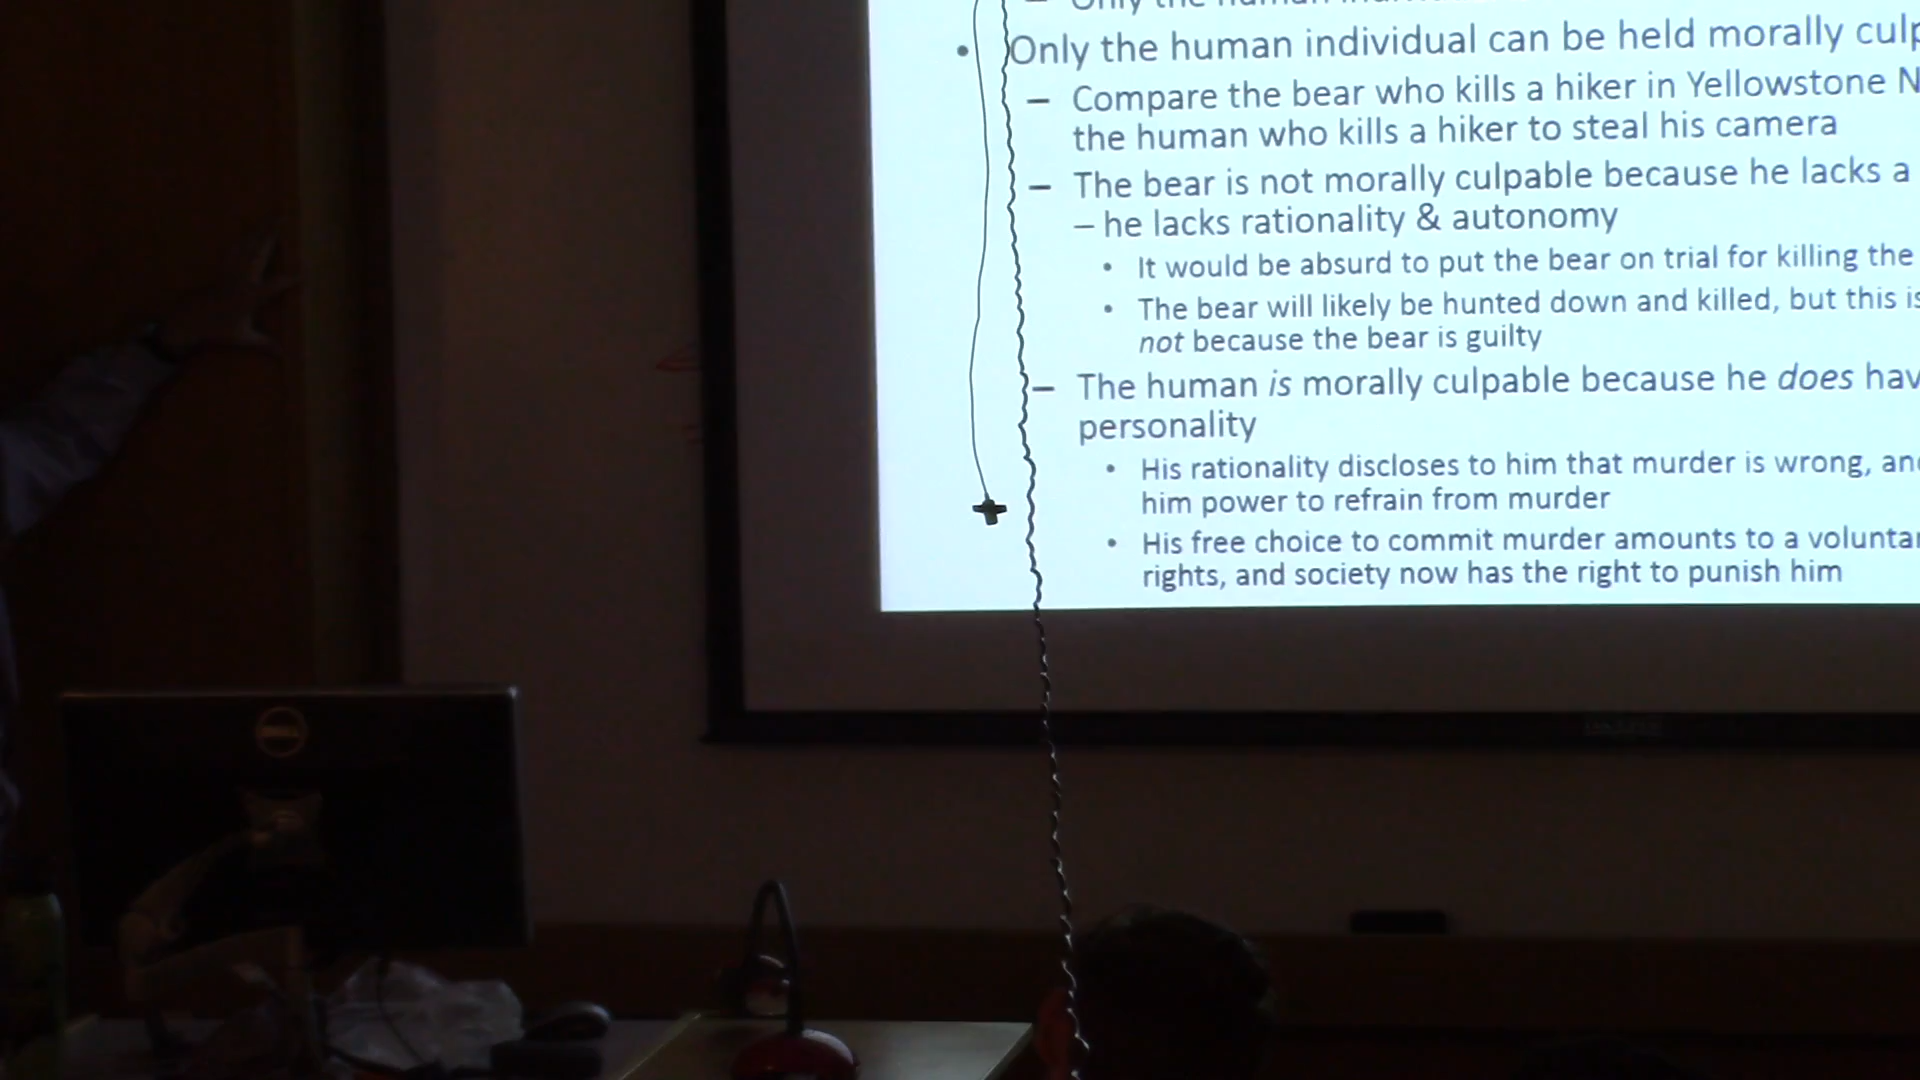 Only the human
• Only the human individual can be held morally culp
– Compare the bear who kills a hiker in Yellowstone N
the human who kills a hiker to steal his camera
– The bear is not morally culpable because he lacks a
– he lacks rationality & autonomy
• It would be absurd to put the bear on trial for killing the
• The bear will likely be hunted down and killed, but this is
not because the bear is guilty
– The human is morally culpable because he does hav
personality
• His rationality discloses to him that murder is wrong, and
him power to refrain from murder
• His free choice to commit murder amounts to a voluntar
rights, and society now has the right to punish him
DELL